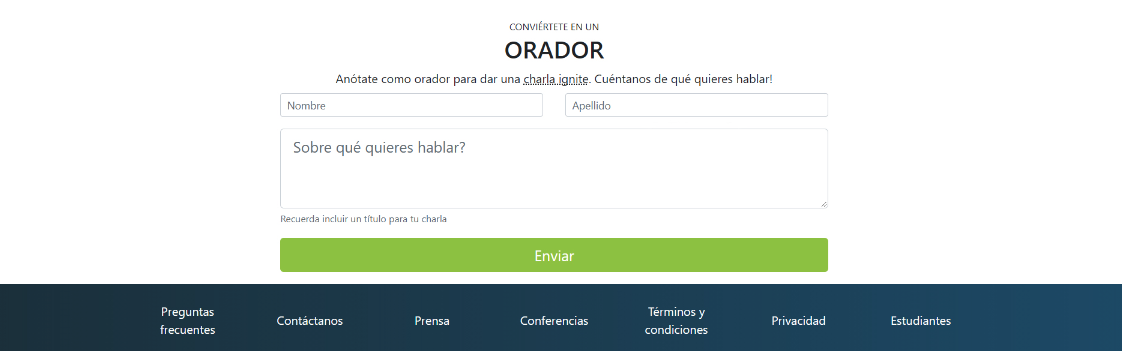 CONVIÉRTETE EN UN
ORADOR
Anótate como orador para dar una charla ignite. Cuéntanos de qué quieres hablar!
Nombre
Apellido
Sobre qué quieres hablar?
Recuerda incluir un título para tu charla
Enviar
Preguntas
frecuentes
Contáctanos
Prensa
Conferencias
Términos y
condiciones
Privacidad
Estudiantes